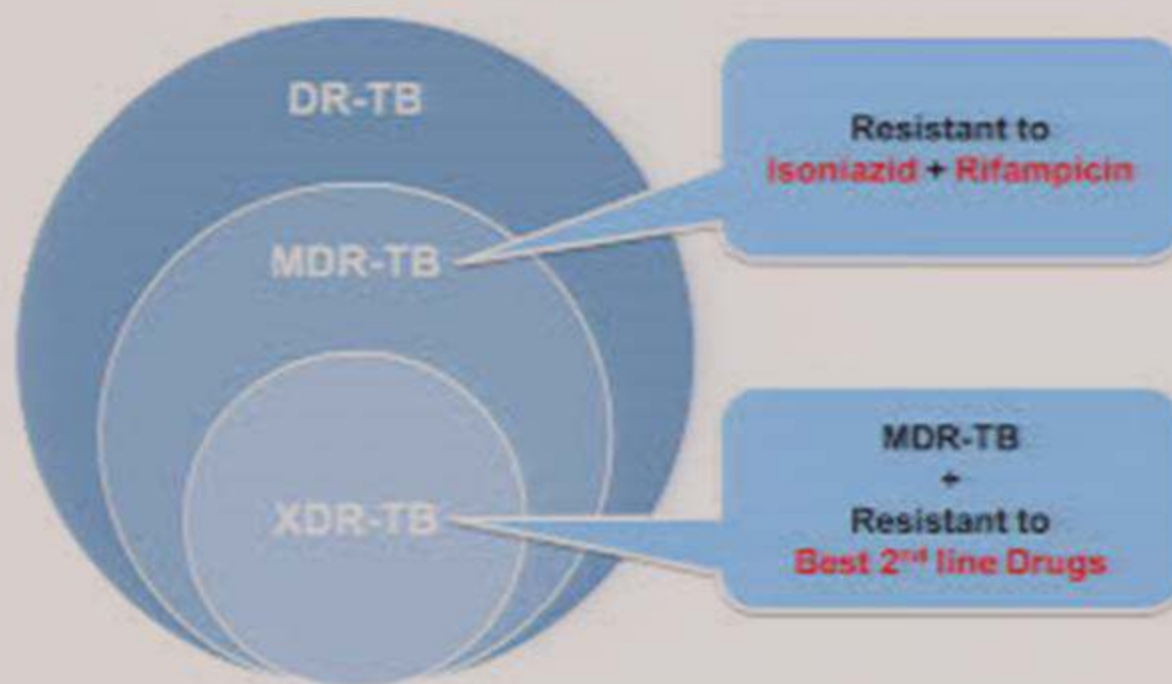 DR-TB
MDR-TB
XDR-TB
Resistant to
Isoniazid + Rifampicin
MDR-TB
+
Resistant to
Best 2nd line Drugs